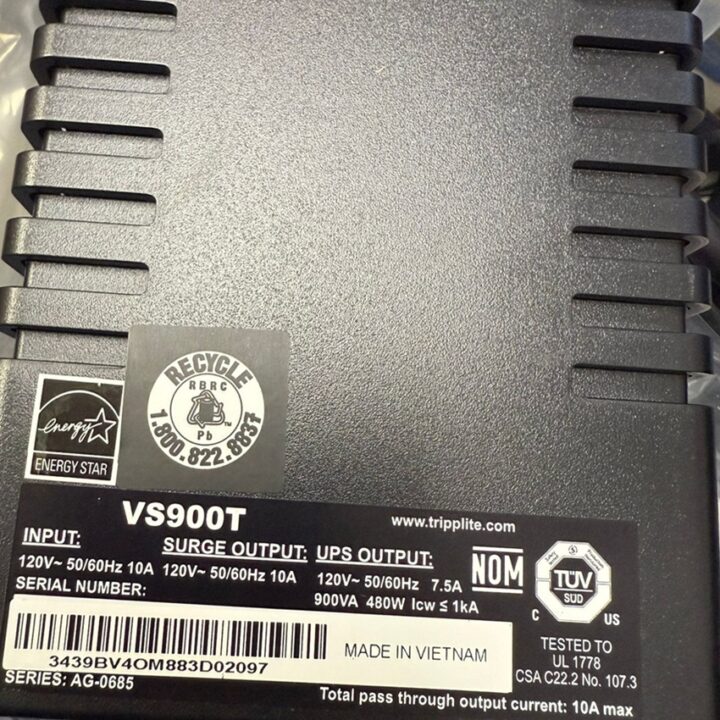 RECYCLE
RBRC
Pb
TM
1.800.822.8837
energy
ENERGY STAR
VS900T
www.tripplite.com
INPUT:
120V~ 50/60Hz 10A
SURGE OUTPUT:
120V~ 50/60Hz 10A
UPS OUTPUT:
120V~ 50/60Hz 7.5A
900VA 480W Icw ≤ 1kA
NOM
TÜV
SÜD
C US
TESTED TO
UL 1778
CSA C22.2 No. 107.3
SERIAL NUMBER:
3439BV4OM883D02097
MADE IN VIETNAM
SERIES: AG-0685
Total pass through output current: 10A max